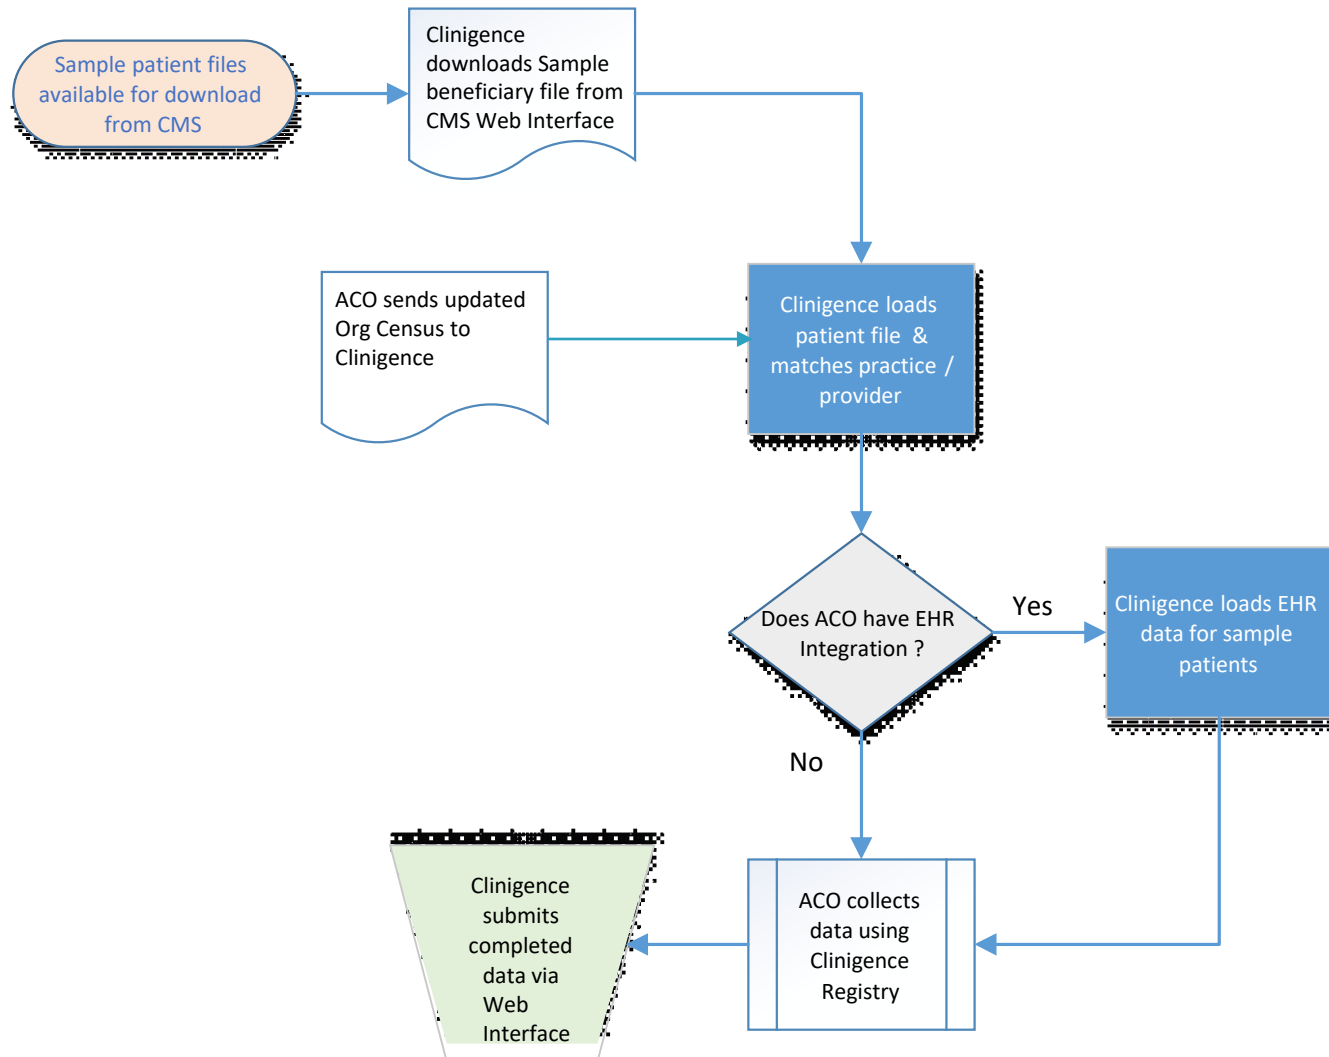 Sample patient files
available for download
from CMS
Clinigence
downloads Sample
beneficiary file from
CMS Web Interface
ACO sends updated
Org Census to
Clinigence
Clinigence loads
patient file &
matches practice /
provider
Does ACO have EHR
Integration ?
Yes
Clinigence loads EHR
data for sample
patients
No
ACO collects
data using
Clinigence
Registry
Clinigence
submits
completed
data via
Web
Interface